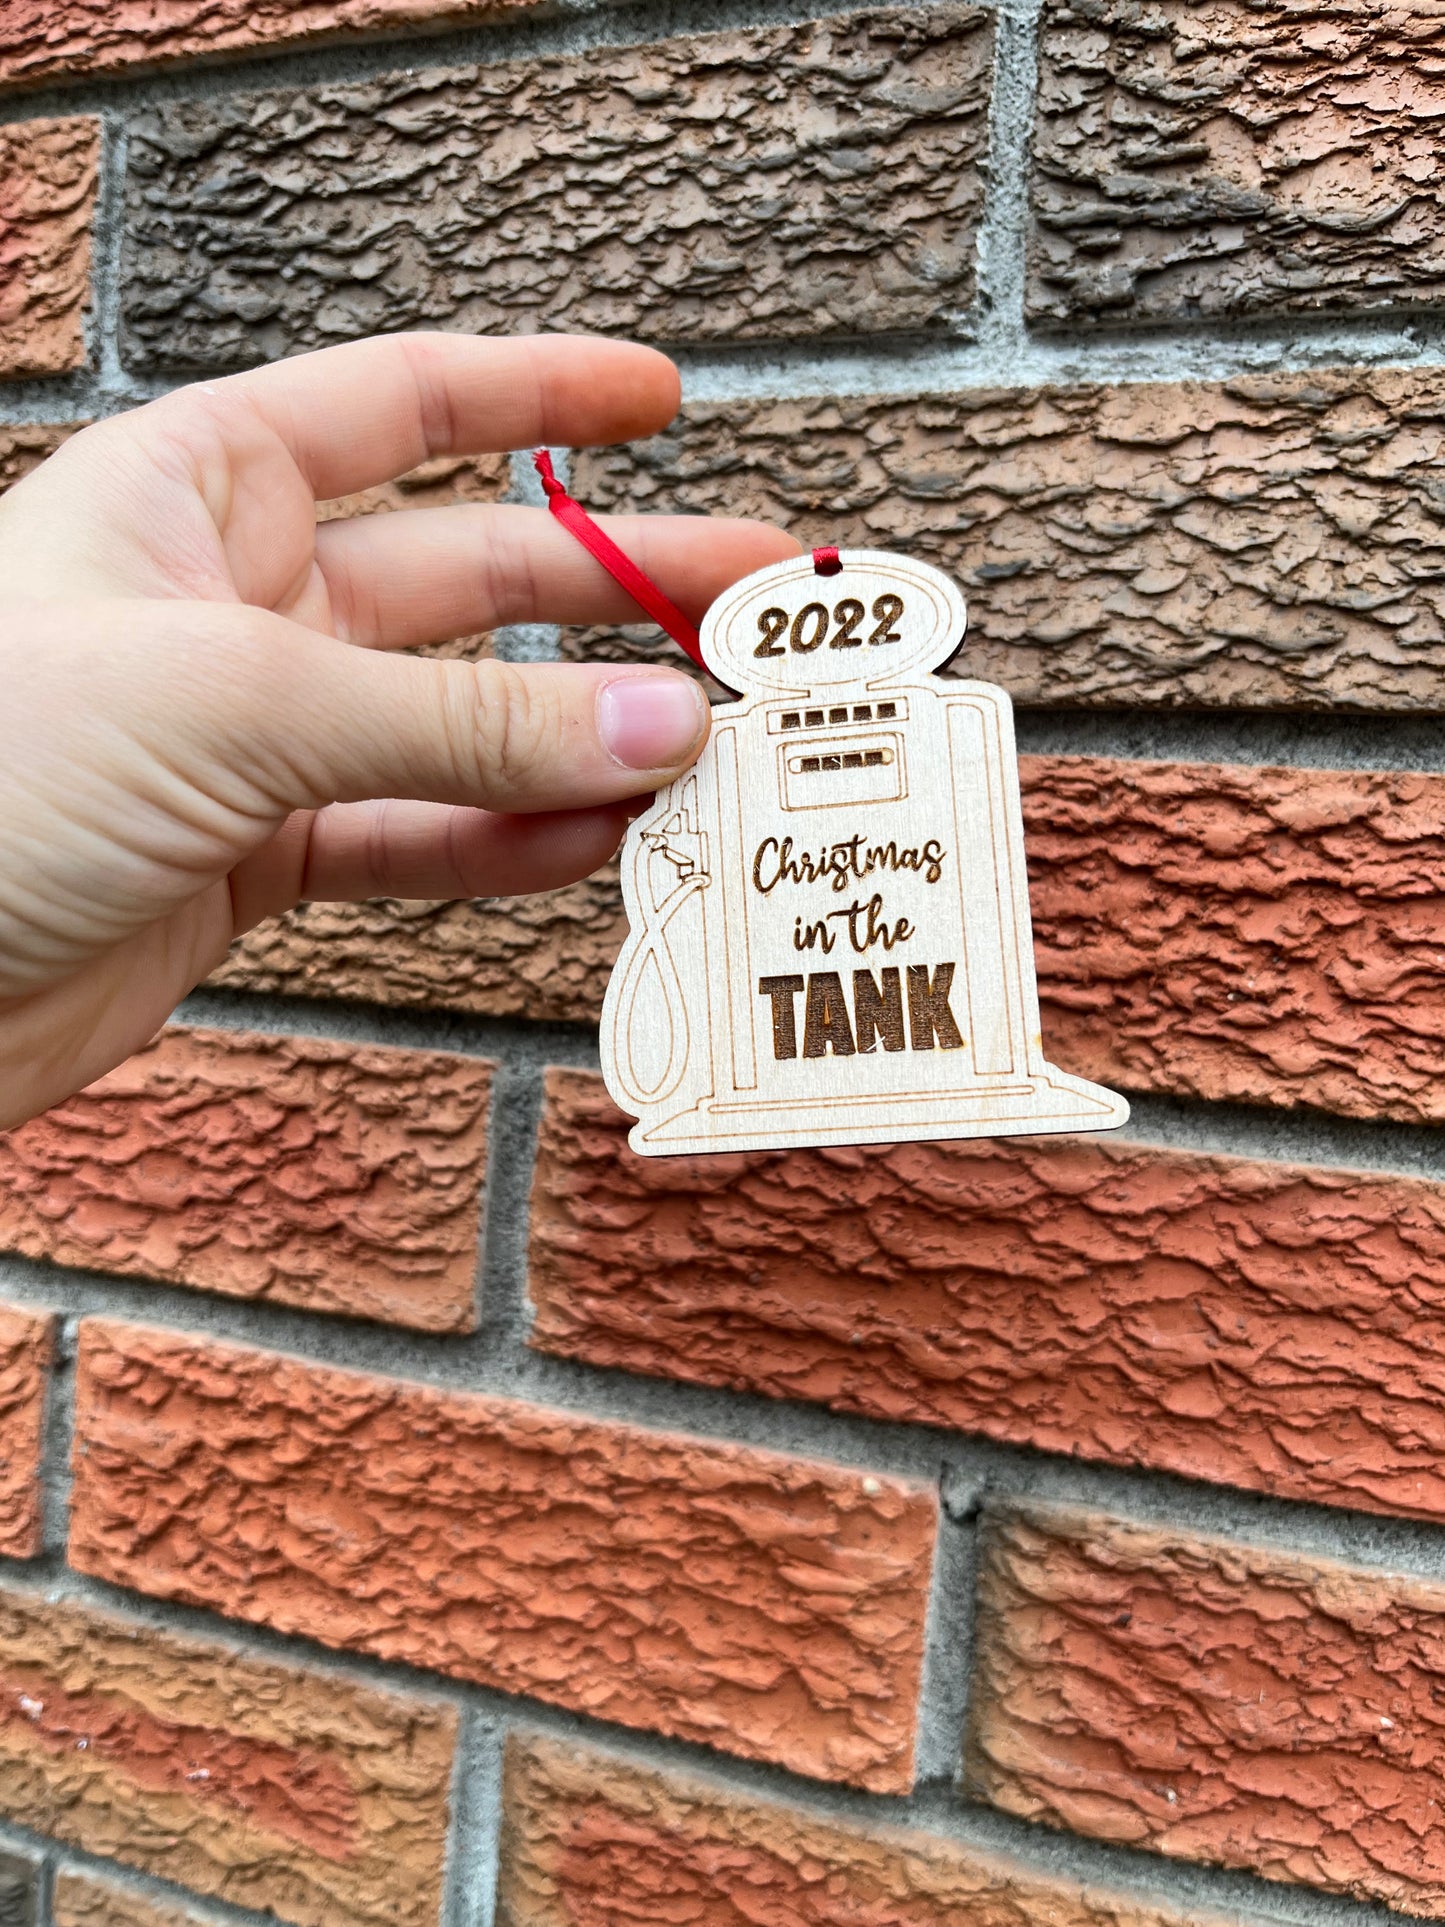 2022
Christmas
in the
TANK